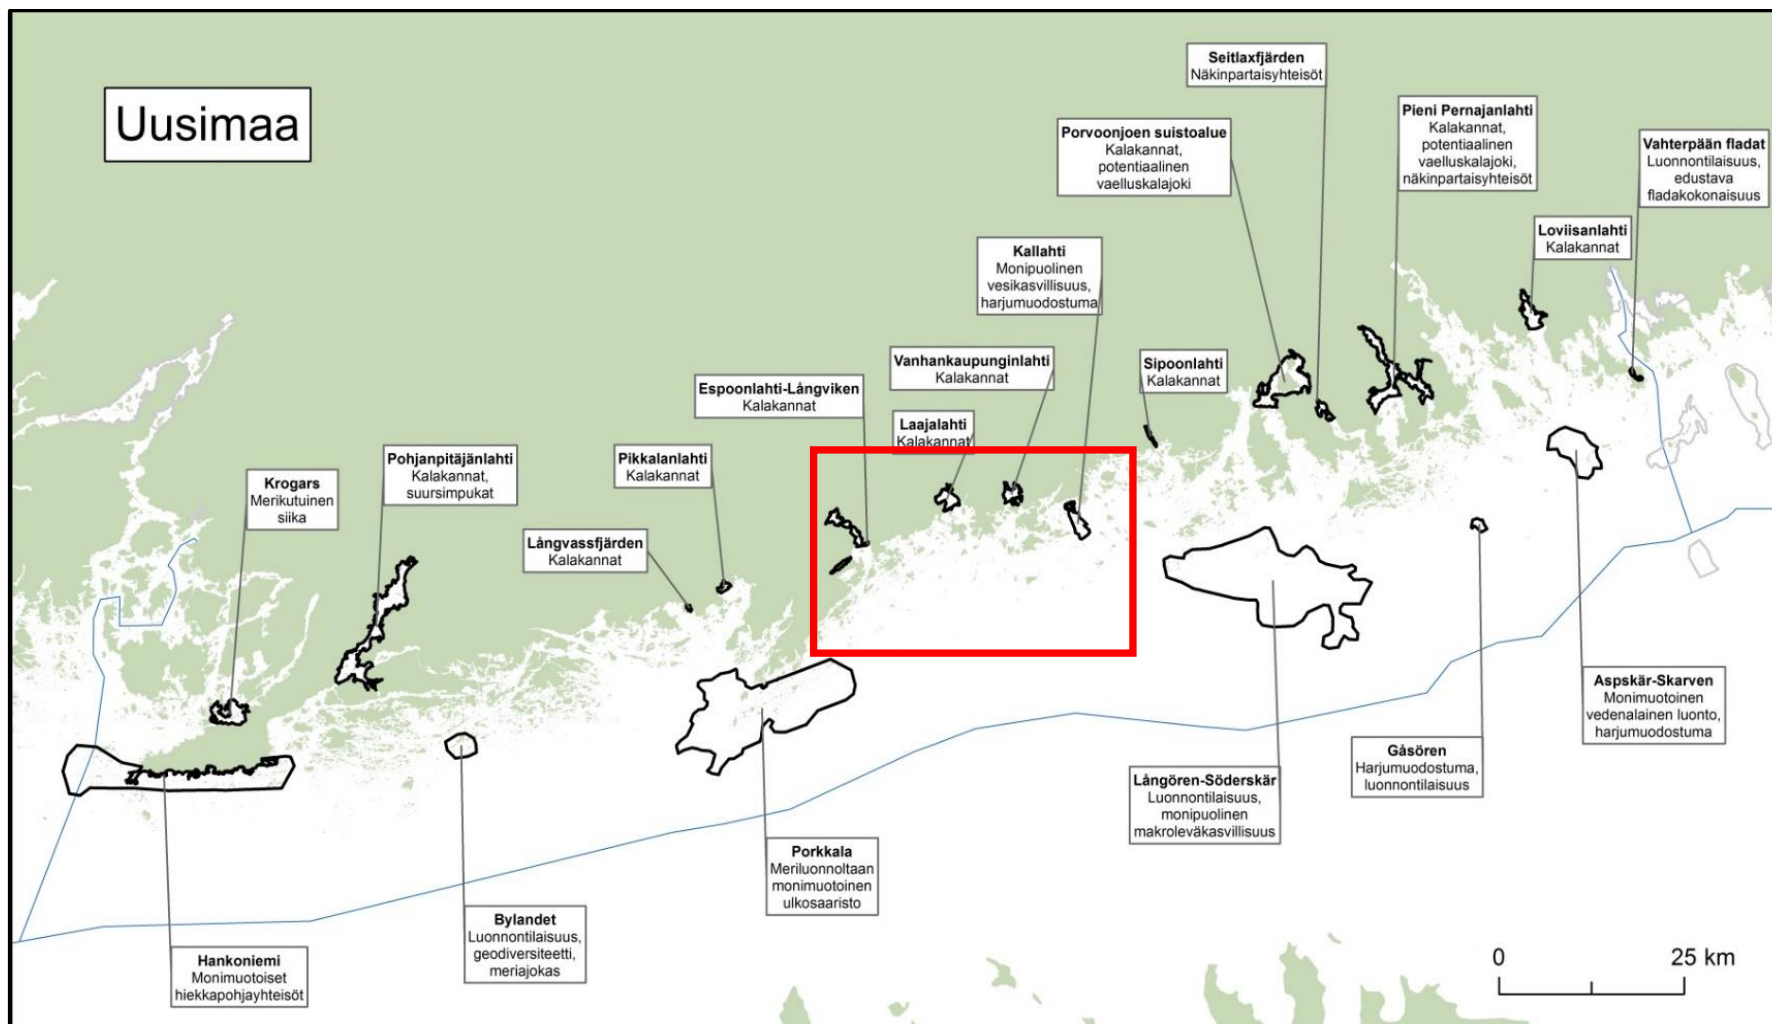 Uusimaa
Seitlaxfjärden
Näkinpartaisyhteisöt
Porvoonjoen suistoalue
Kalakannat,
potentiaalinen
vaelluskalajoki
Pieni Pernajanlahti
Kalakannat,
potentiaalinen
vaelluskalajoki,
näkinpartaisyhteisöt
Vahterpään fladat
Luonnontilaisuus,
edustava
fladakokonaisuus
Loviisanlahti
Kalakannat
Kallahti
Monipuolinen
vesikasvillisuus,
harjumuodostuma
Vanhankaupunginlahti
Kalakannat
Sipoonlahti
Kalakannat
Espoonlahti-Långviken
Kalakannat
Laajalahti
Kalakannat
Pikkalanlahti
Kalakannat
Pohjanpitäjänlahti
Kalakannat,
suursimpukat
Krogars
Merikutuinen
siika
Långvassfjärden
Kalakannat
Aspskär-Skarven
Monimuotoinen
vedenalainen luonto,
harjumuodostuma
Gåsören
Harjumuodostuma,
luonnontilaisuus
Långören-Söderskär
Luonnontilaisuus,
monipuolinen
makroleväkasvillisuus
Porkkala
Meriluonnoltaan
monimuotoinen
ulkosaaristo
Bylandet
Luonnontilaisuus,
geodiversiteetti,
meriajokas
Hankoniemi
Monimuotoiset
hiekkapohjayhteisöt
0 25 km